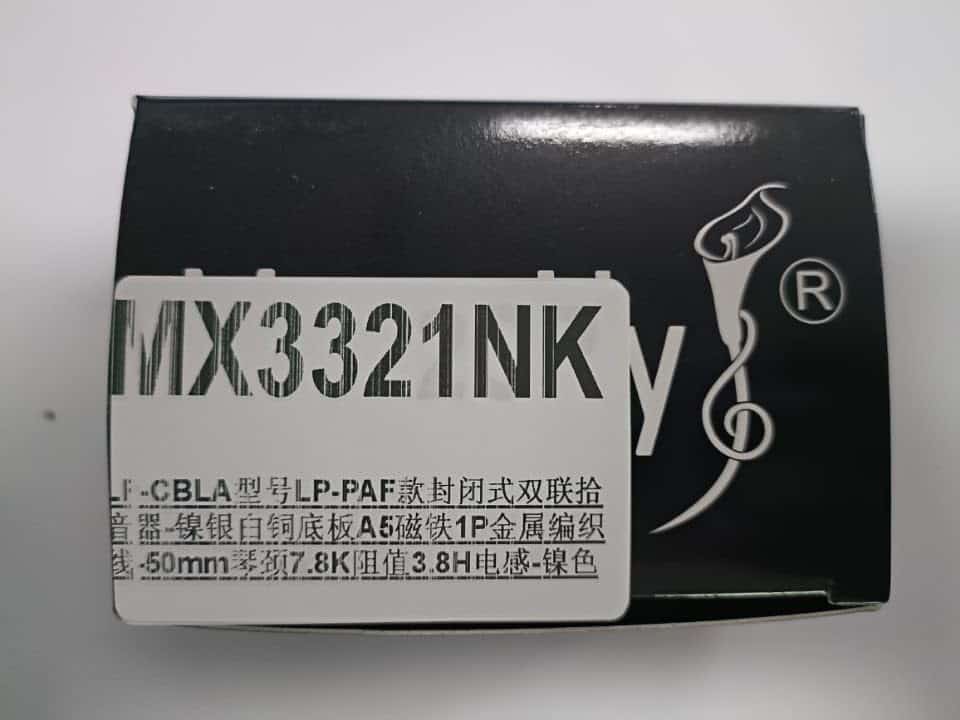 MX3321NK
y ®
LP-CBLA型号LP-PAF款封闭式双联拾
音器-镍银白铜底板A5磁铁1P金属编织
线-50mm琴颈7.8K阻值3.8H电感-镍色